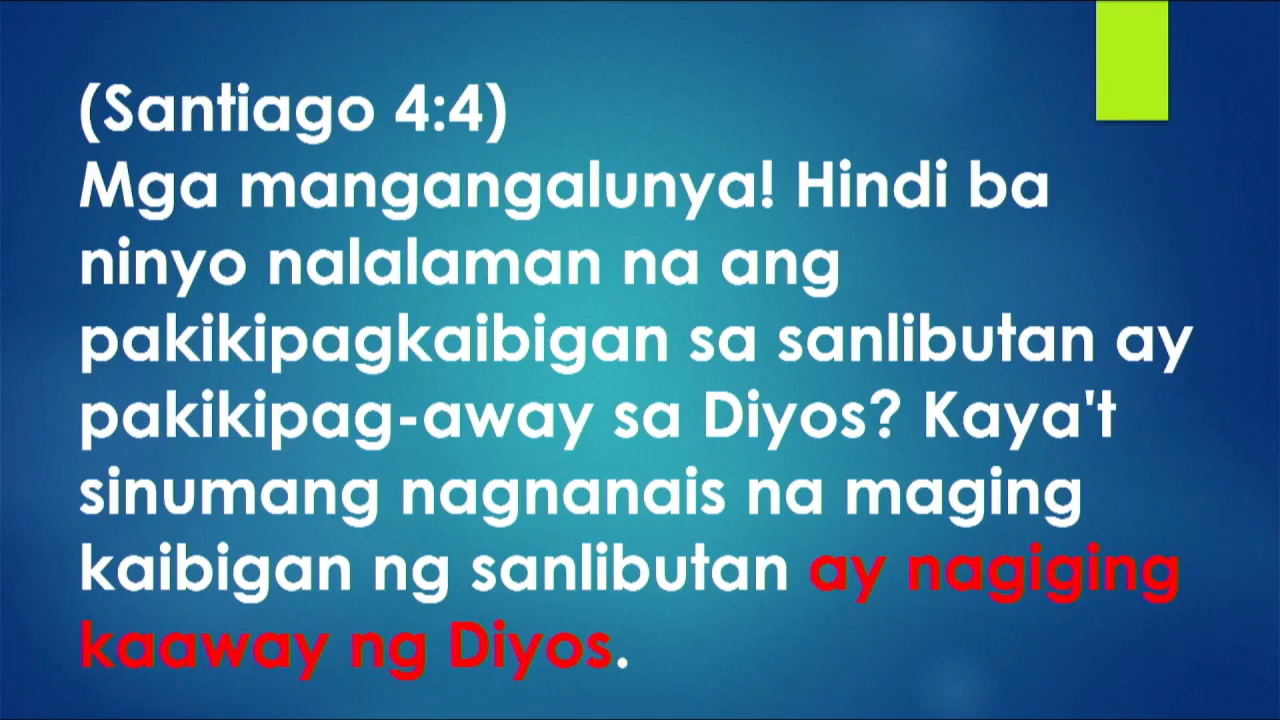 (Santiago 4:4)
Mga mangangalunya! Hindi ba
ninyo nalalaman na ang
pakikipagkaibigan sa sanlibutan ay
pakikipag-away sa Diyos? Kaya't
sinumang nagnanais na maging
kaibigan ng sanlibutan ay nagiging
kaaway ng Diyos.